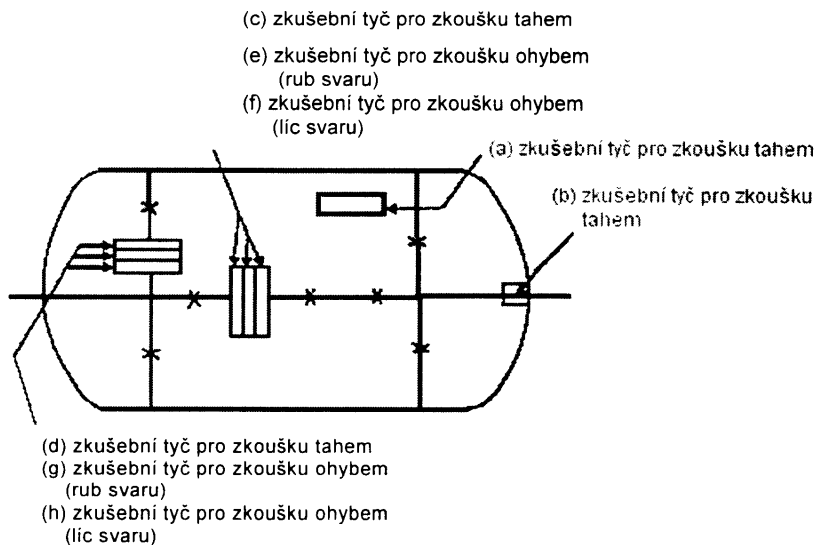 (c) zkušební tyč pro zkoušku tahem
(e) zkušební tyč pro zkoušku ohybem
(rub svaru)
(f) zkušební tyč pro zkoušku ohybem
(líc svaru)
(a) zkušební tyč pro zkoušku tahem
(b) zkušební tyč pro zkoušku
tahem
(d) zkušební tyč pro zkoušku tahem
(g) zkušební tyč pro zkoušku ohybem
(rub svaru)
(h) zkušební tyč pro zkoušku ohybem
(líc svaru)